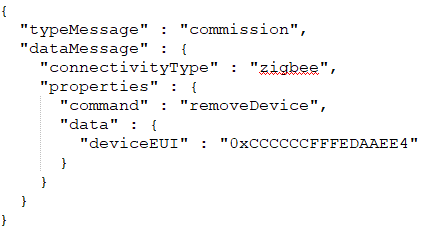 {
  "typeMessage" : "commission",
  "dataMessage" : {
    "connectivityType" : "zigbee",
    "properties" : {
      "command" : "removeDevice",
      "data" : {
        "deviceEUI" : "0xCCCCCCFFFEDAAEE4"
      }
    }
  }
}